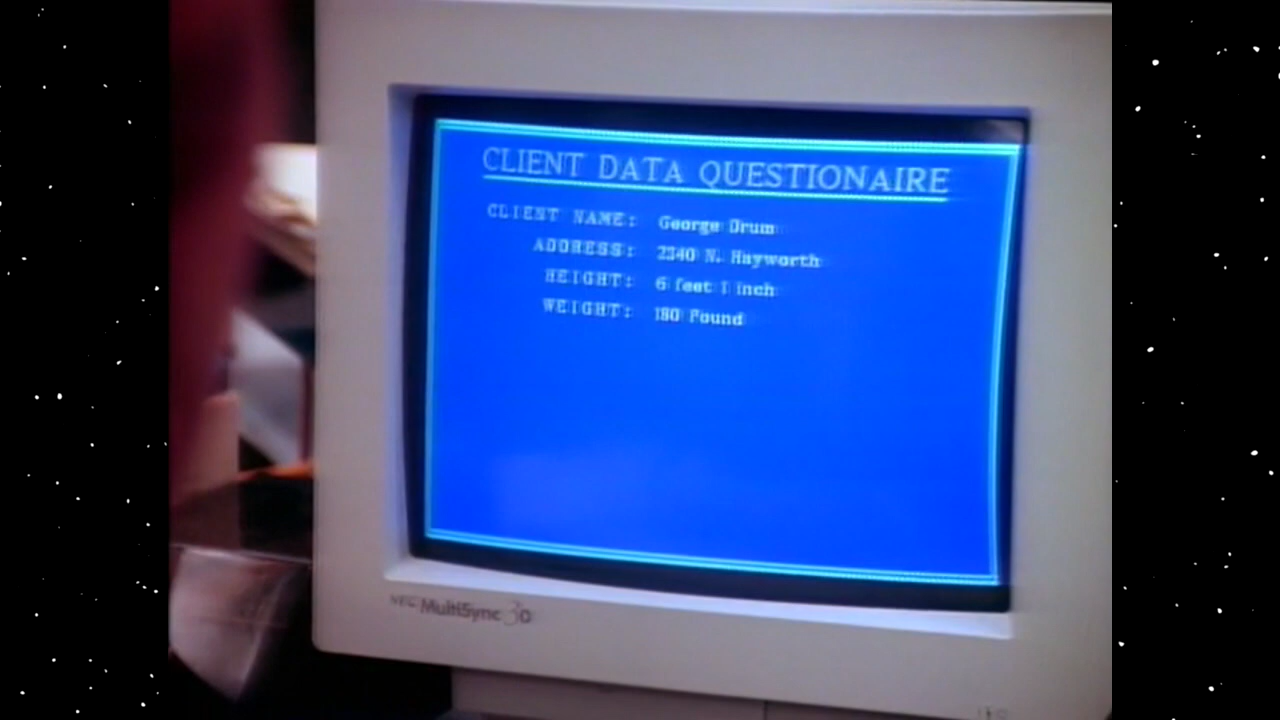 CLIENT DATA QUESTIONAIRE
CLIENT NAME: George Drum
ADDRESS: 2340 N. Hayworth
HEIGHT: 6 feet 1 inch
WEIGHT: 180 Pound
NEC MultiSync 3D